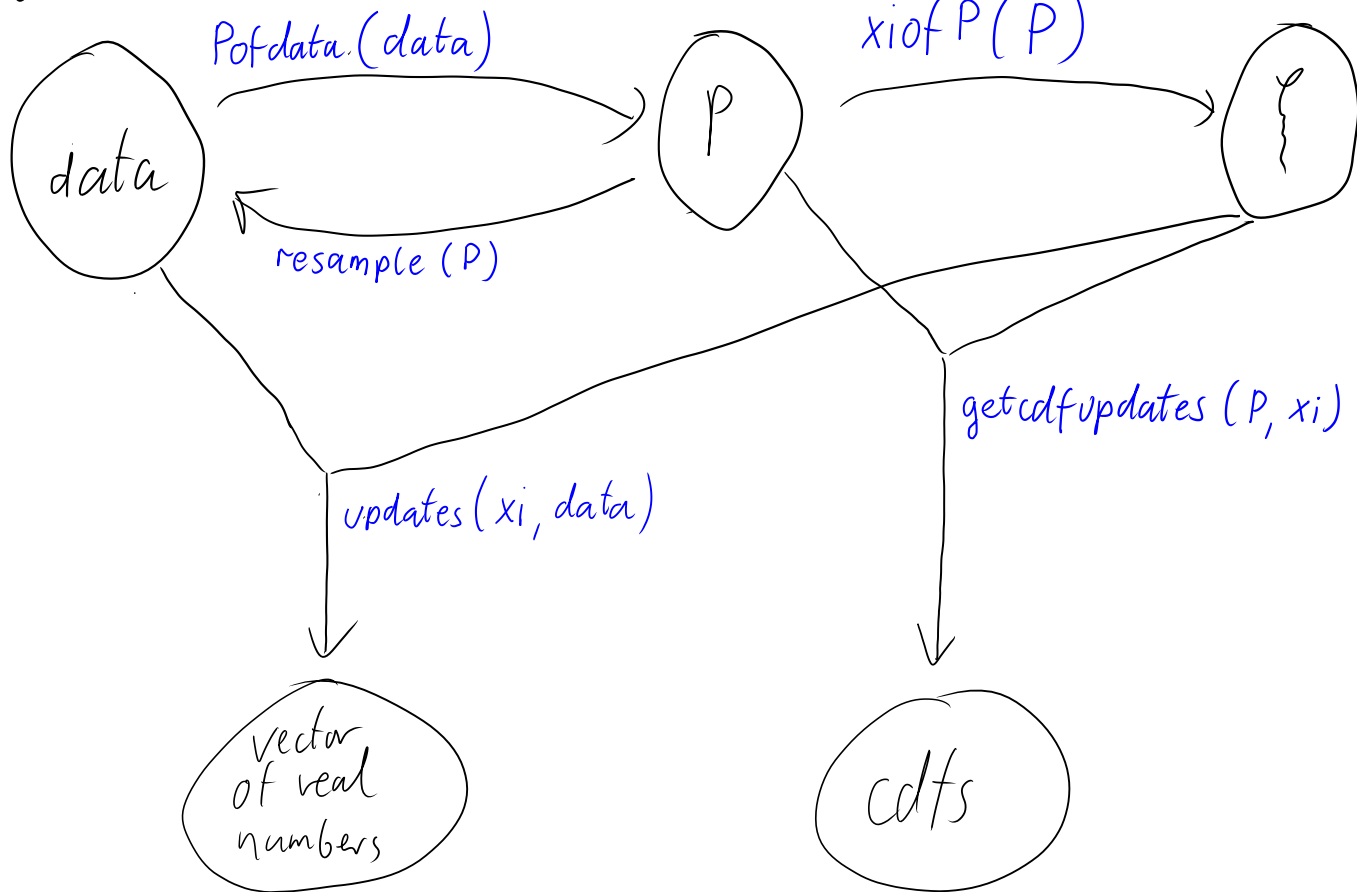 Pofdata.(data)
xiofP(P)
data
P
ξ
resample(P)
getcdfupdates(P, xi)
updates(xi, data)
vector
of real
numbers
cdfs